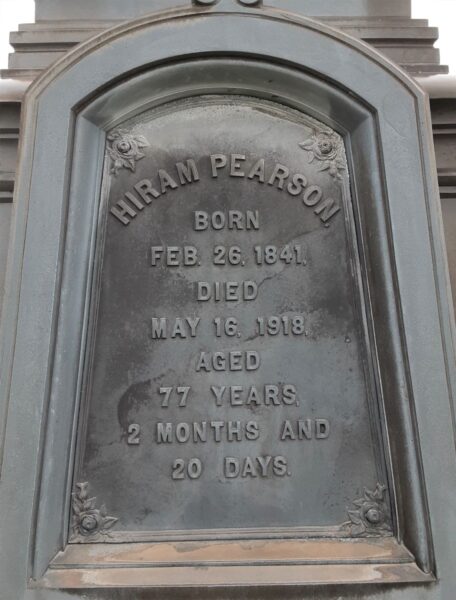 HIRAM PEARSON.
BORN
FEB. 26, 1841,
DIED
MAY 16, 1918,
AGED
77 YEARS,
2 MONTHS AND
20 DAYS.